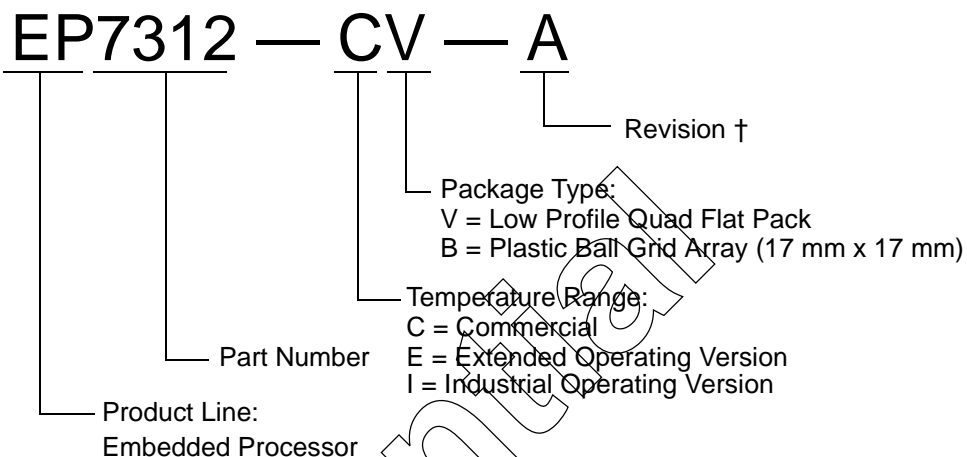 EP7312 — CV — A
Revision †
Package Type:
V = Low Profile Quad Flat Pack
B = Plastic Ball Grid Array (17 mm x 17 mm)
Temperature Range:
C = Commercial
E = Extended Operating Version
I = Industrial Operating Version
Part Number
Product Line:
Embedded Processor
ntial